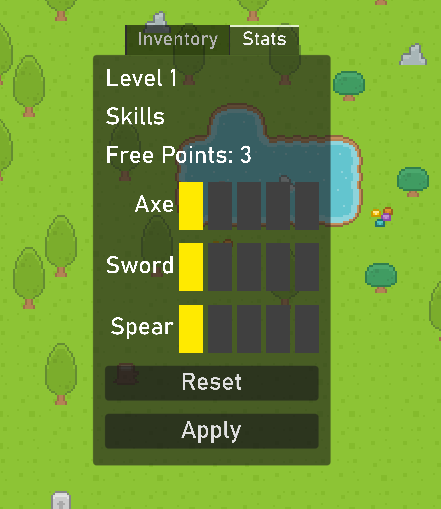 Inventory Stats
Level 1
Skills
Free Points: 3
Axe
Sword
Spear
Reset
Apply